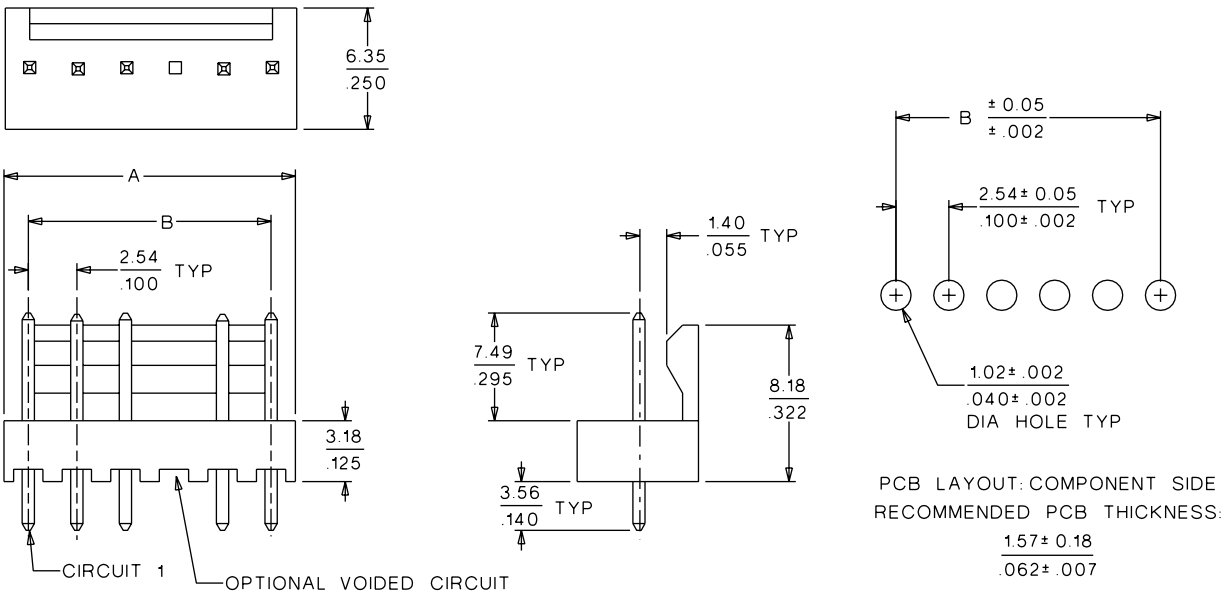 6.35
.250
A
B
2.54
.100
TYP
3.18
.125
CIRCUIT 1
OPTIONAL VOIDED CIRCUIT
1.40
.055
TYP
7.49
.295
TYP
8.18
.322
3.56
.140
TYP
B ± 0.05
± .002
2.54± 0.05
.100± .002
TYP
1.02± .002
.040± .002
DIA HOLE TYP
PCB LAYOUT: COMPONENT SIDE
RECOMMENDED PCB THICKNESS:
1.57± 0.18
.062± .007